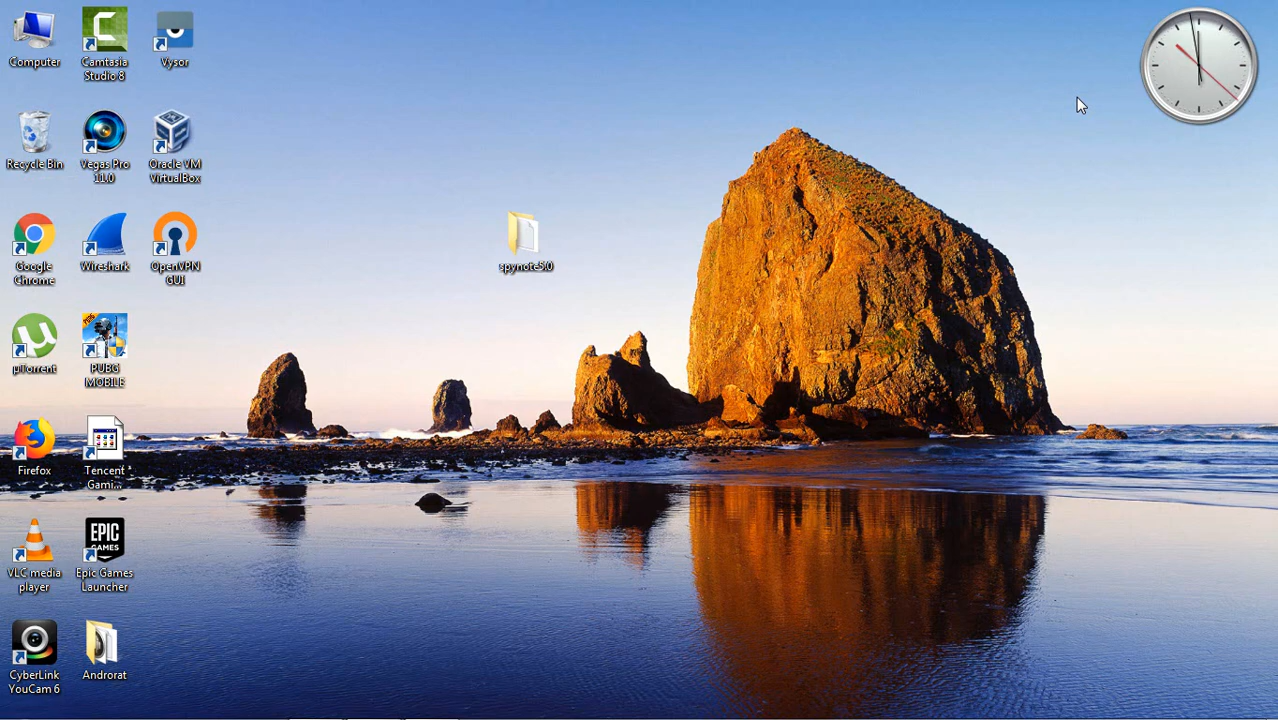 Computer
Camtasia
Studio 8
Vysor
Recycle Bin
Vegas Pro
11.0
Oracle VM
VirtualBox
Google
Chrome
Wireshark
OpenVPN
GUI
spynote5.0
µTorrent
PUBG
PUBG
MOBILE
Firefox
Tencent
Gami...
VLC media
player
EPIC
GAMES
Epic Games
Launcher
CyberLink
YouCam 6
Androrat